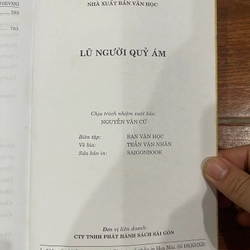 NHÀ XUẤT BẢN VĂN HỌC
LŨ NGƯỜI QUỶ ÁM
Chịu trách nhiệm xuất bản:
NGUYỄN VĂN CỪ
Biên tập: BAN VĂN HỌC
Vẽ bìa: TRẦN VĂN NHÂN
Sửa bản in: SAIGONBOOK
Đơn vị liên doanh
CTY TNHH PHÁT HÀNH SÁCH SÀI GÒN
785